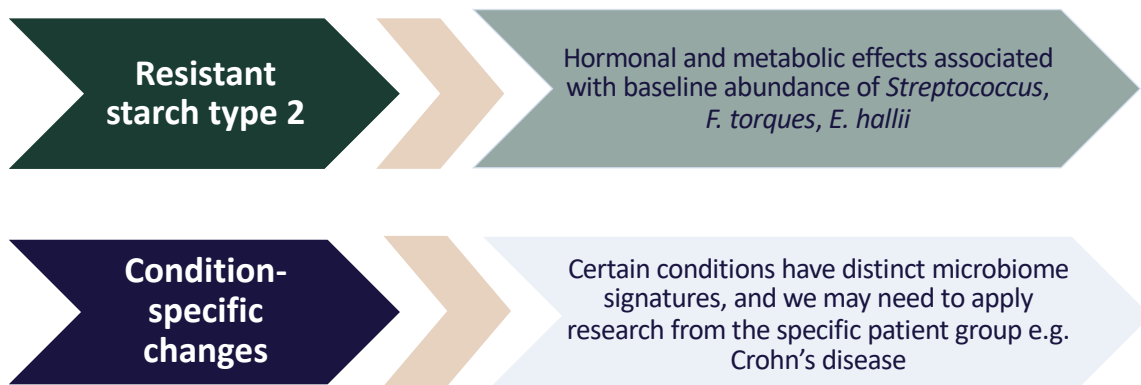 Resistant
starch type 2
Hormonal and metabolic effects associated
with baseline abundance of Streptococcus,
F. torques, E. hallii
Condition-
specific
changes
Certain conditions have distinct microbiome
signatures, and we may need to apply
research from the specific patient group e.g.
Crohn's disease